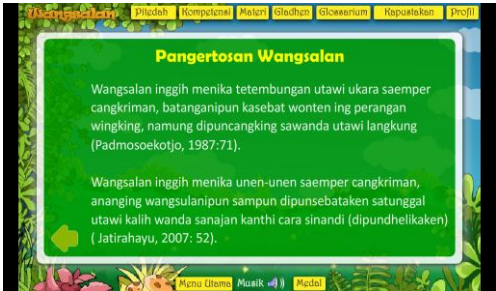 Wangsalan
Pitedah Kompetensi Materi Gladhen Glossarium Kapustakan Profil
Pangertosan Wangsalan
Wangsalan inggih menika tetembungan utawi ukara saemper
cangkriman, batanganipun kasebat wonten ing perangan
wingking, namung dipuncangking sawanda utawi langkung
(Padmosoekotjo, 1987:71).
Wangsalan inggih menika unen-unen saemper cangkriman,
ananging wangsulanipun sampun dipunsebataken satunggal
utawi kalih wanda sanajan kanthi cara sinandi (dipundhelikaken)
( Jatirahayu, 2007: 52).
Menu Utama Musik Medal